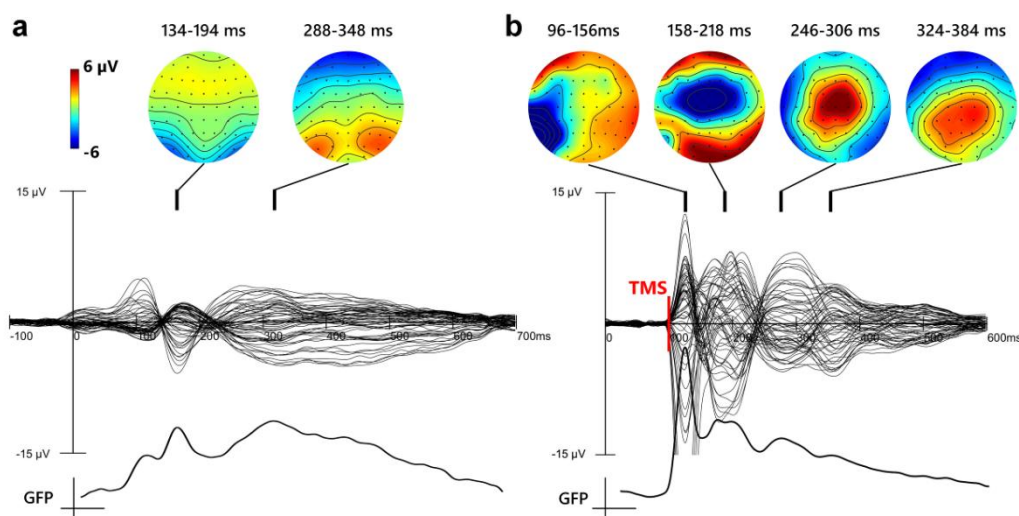 a
134-194 ms
288-348 ms
6 µV
-6
15 µV
-100
0
100
200
300
400
500
600
700ms
-15 µV
GFP
b
96-156ms
158-218 ms
246-306 ms
324-384 ms
15 µV
TMS
0
100
200
300
400
500
600ms
-15 µV
GFP